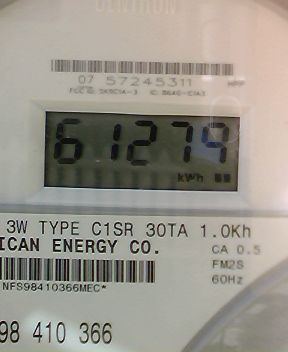 CENTRON
07 57245311
61279
kWh
3W TYPE C1SR 30TA 1.0Kh
ICAN ENERGY CO.
CA 0.5
FM2S
60Hz
NFS98410366MEC*
98 410 366